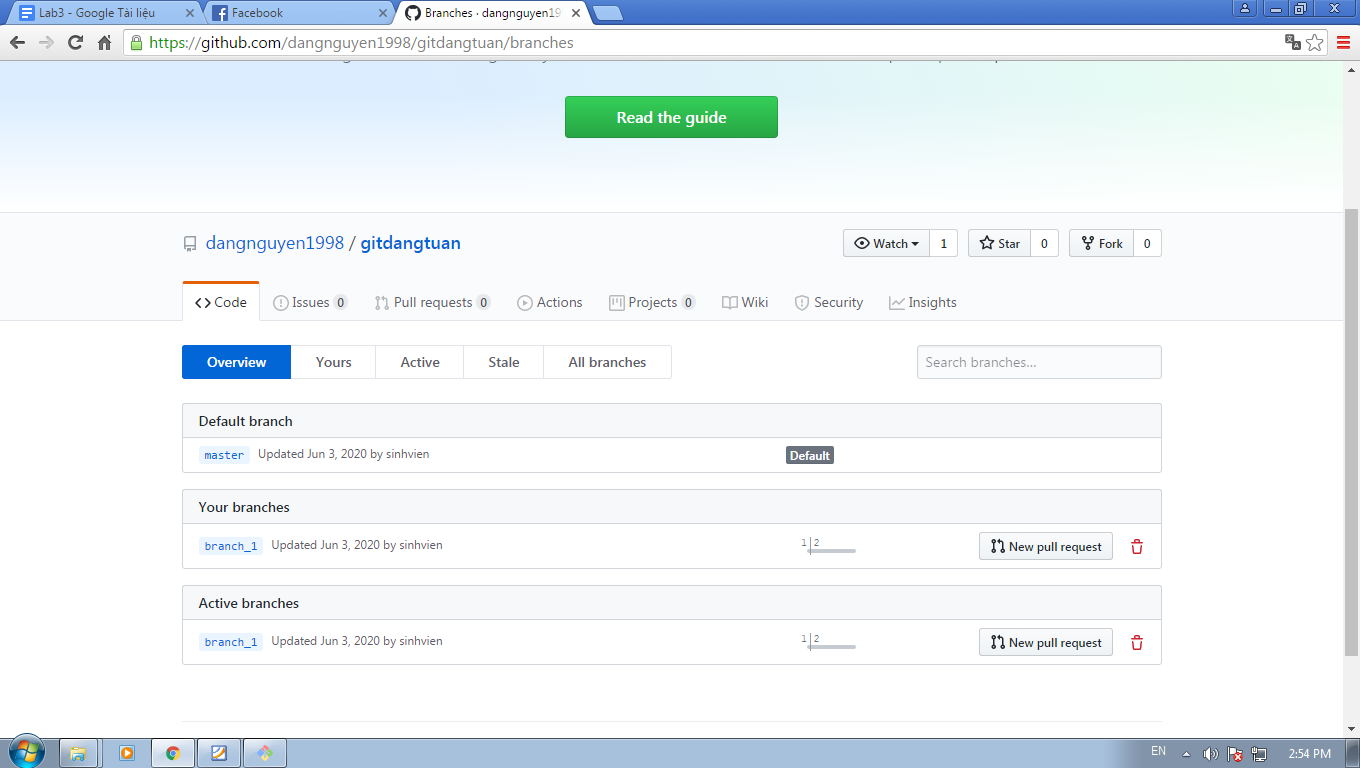 Lab3 - Google Tài liệu
Facebook
Branches · dangnguyen19
https://github.com/dangnguyen1998/gitdangtuan/branches
Read the guide
dangnguyen1998 / gitdangtuan
Watch 1 Star 0 Fork 0
Code Issues 0 Pull requests 0 Actions Projects 0 Wiki Security Insights
Overview Yours Active Stale All branches Search branches...
Default branch
master Updated Jun 3, 2020 by sinhvien Default
Your branches
branch_1 Updated Jun 3, 2020 by sinhvien 1 2 New pull request
Active branches
branch_1 Updated Jun 3, 2020 by sinhvien 1 2 New pull request
EN 2:54 PM